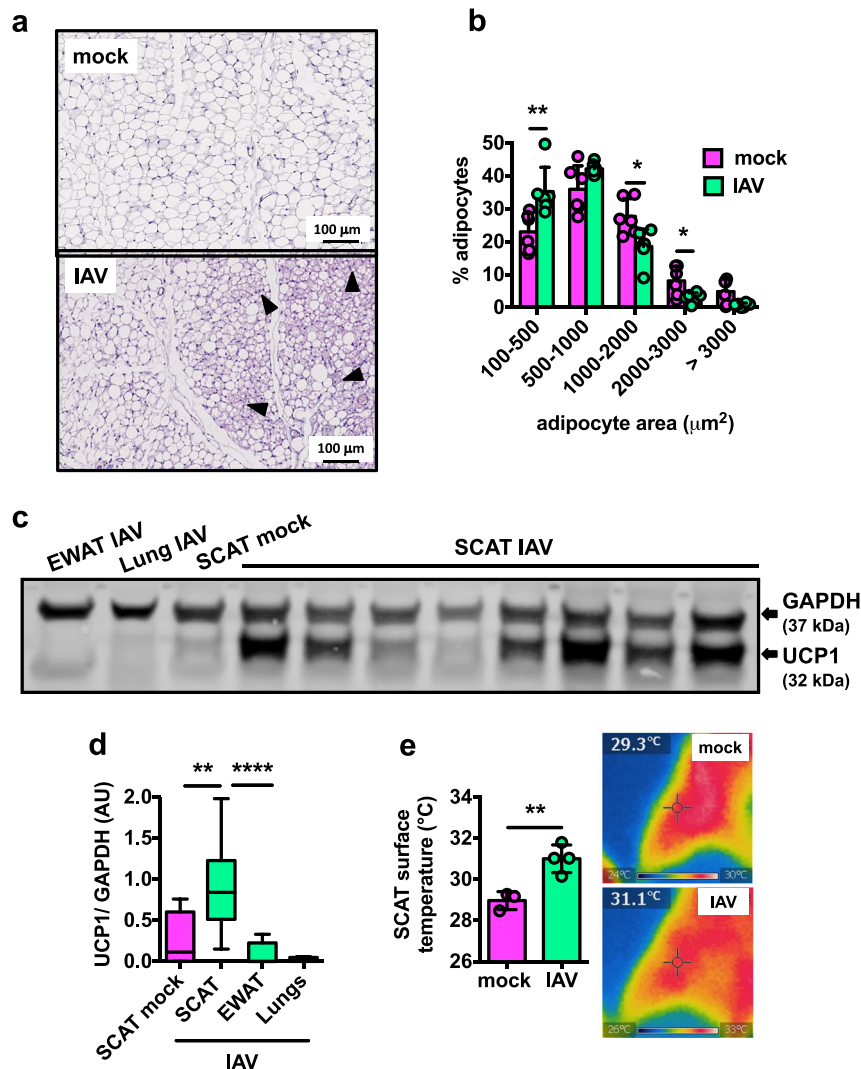 a
mock
100 µm
IAV
100 µm
b
**
*
*
mock
IAV
% adipocytes
50
40
30
20
10
0
100-500
500-1000
1000-2000
2000-3000
> 3000
adipocyte area (µm²)
c
EWAT IAV
Lung IAV
SCAT mock
SCAT IAV
GAPDH
(37 kDa)
UCP1
(32 kDa)
d
** ****
UCP1/ GAPDH (AU)
2.0
1.5
1.0
0.5
0.0
SCAT mock
SCAT
EWAT
Lungs
IAV
e
**
SCAT surface
temperature (°C)
34
32
30
28
26
mock IAV
29.3°C
mock
24°C 30°C
31.1°C
IAV
26°C 33°C